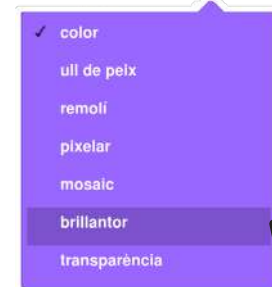 color
ull de peix
remolí
pixelar
mosaic
brillantor
transparència